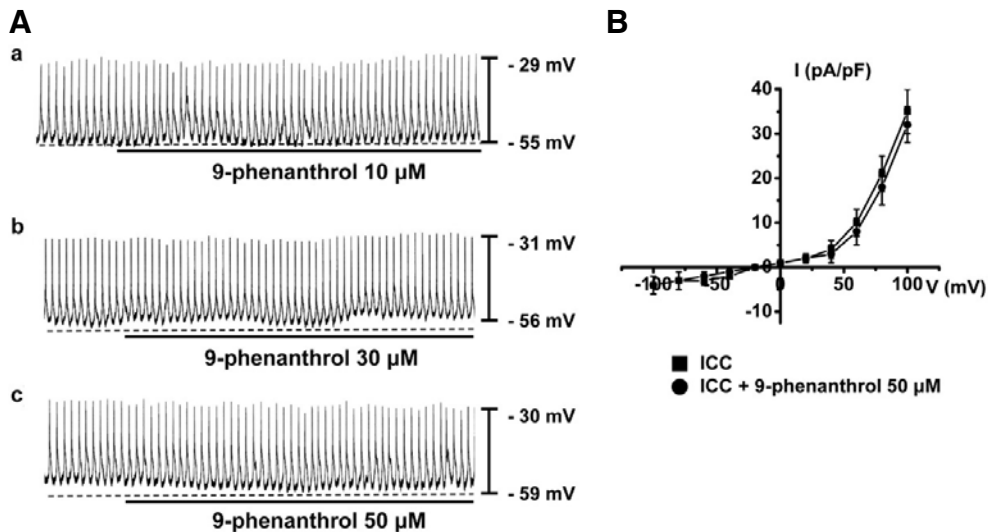 A
a
- 29 mV
- 55 mV
9-phenanthrol 10 µM
b
- 31 mV
- 56 mV
9-phenanthrol 30 µM
c
- 30 mV
- 59 mV
9-phenanthrol 50 µM
B
I (pA/pF)
40
30
20
10
0
-10
-100
-50
0
50
100
V (mV)
ICC
ICC + 9-phenanthrol 50 µM